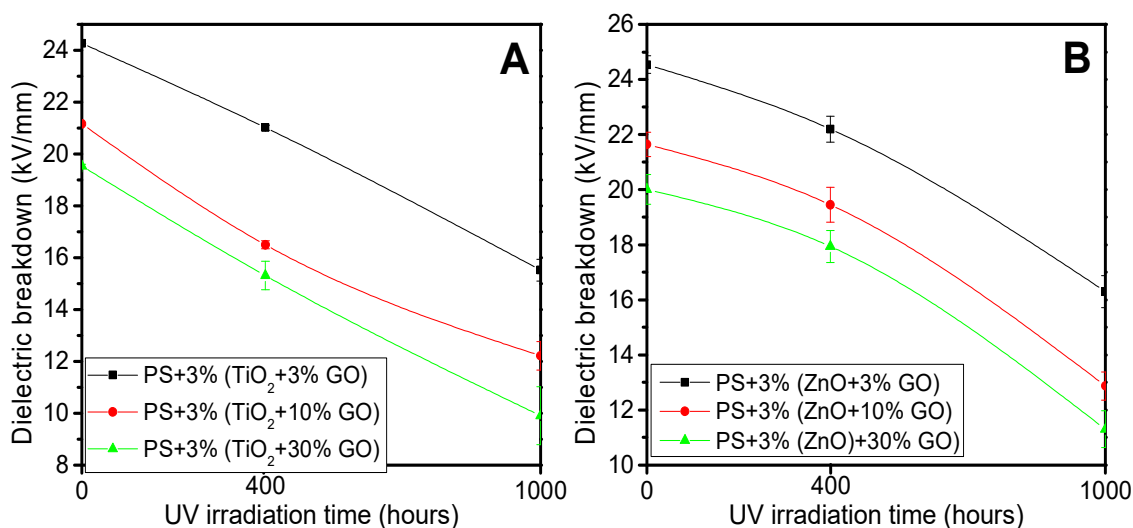 A
Dielectric breakdown (kV/mm)
24
22
20
18
16
14
12
10
8
PS+3% (TiO₂+3% GO)
PS+3% (TiO₂+10% GO)
PS+3% (TiO₂+30% GO)
0 400 1000
UV irradiation time (hours)
B
Dielectric breakdown (kV/mm)
26
24
22
20
18
16
14
12
10
PS+3% (ZnO+3% GO)
PS+3% (ZnO+10% GO)
PS+3% (ZnO)+30% GO)
0 400 1000
UV irradiation time (hours)